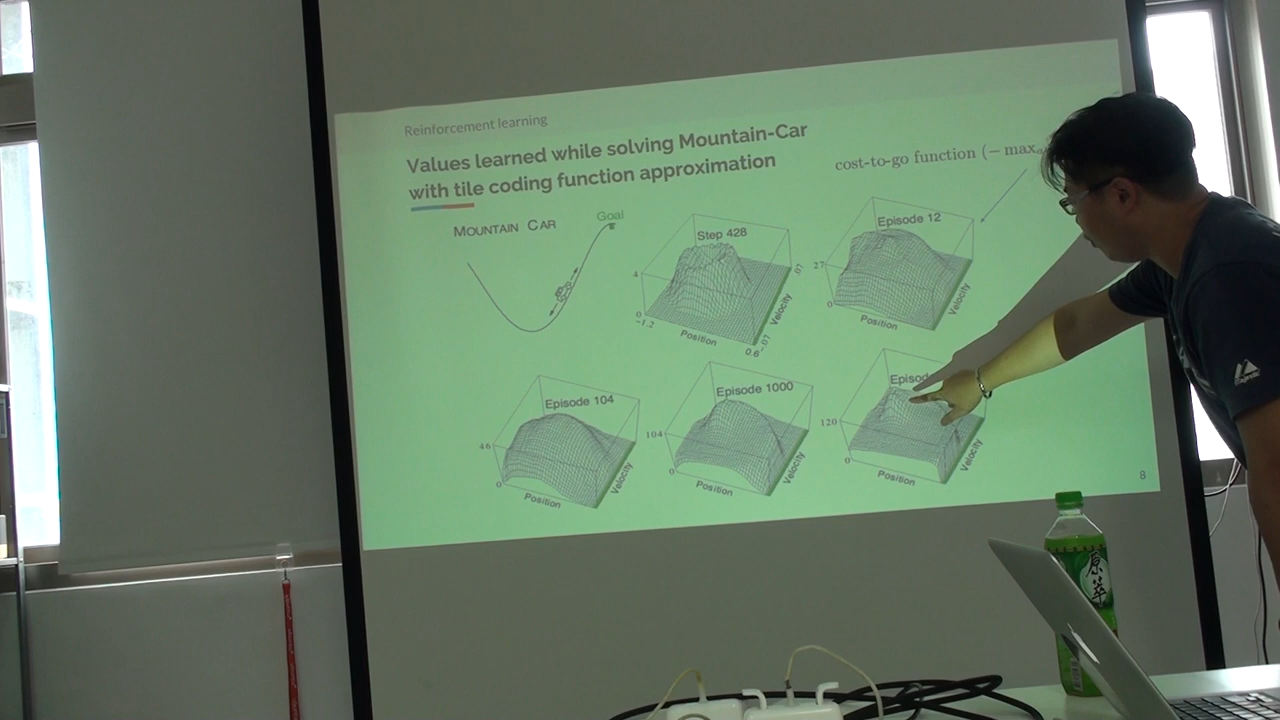 Reinforcement learning
Values learned while solving Mountain-Car
with tile coding function approximation
cost-to-go function (− max
MOUNTAIN CAR
Goal
Step 428
4
0
−1.2
Position
0.6
-.07
Velocity
.07
Episode 12
27
0
Position
Velocity
Episode 104
46
0
Position
Velocity
Episode 1000
104
0
Position
Velocity
120
0
Position
Velocity
8
原萃